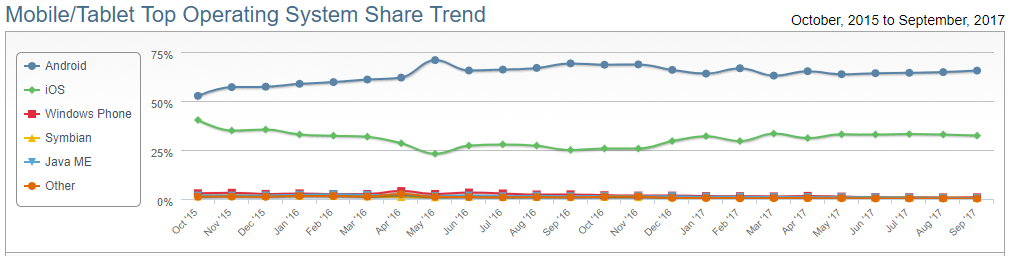 Mobile/Tablet Top Operating System Share Trend
October, 2015 to September, 2017
Android
iOS
Windows Phone
Symbian
Java ME
Other
75%
50%
25%
0%
Oct '15
Nov '15
Dec '15
Jan '16
Feb '16
Mar '16
Apr '16
May '16
Jun '16
Jul '16
Aug '16
Sep '16
Oct '16
Nov '16
Dec '16
Jan '17
Feb '17
Mar '17
Apr '17
May '17
Jun '17
Jul '17
Aug '17
Sep '17